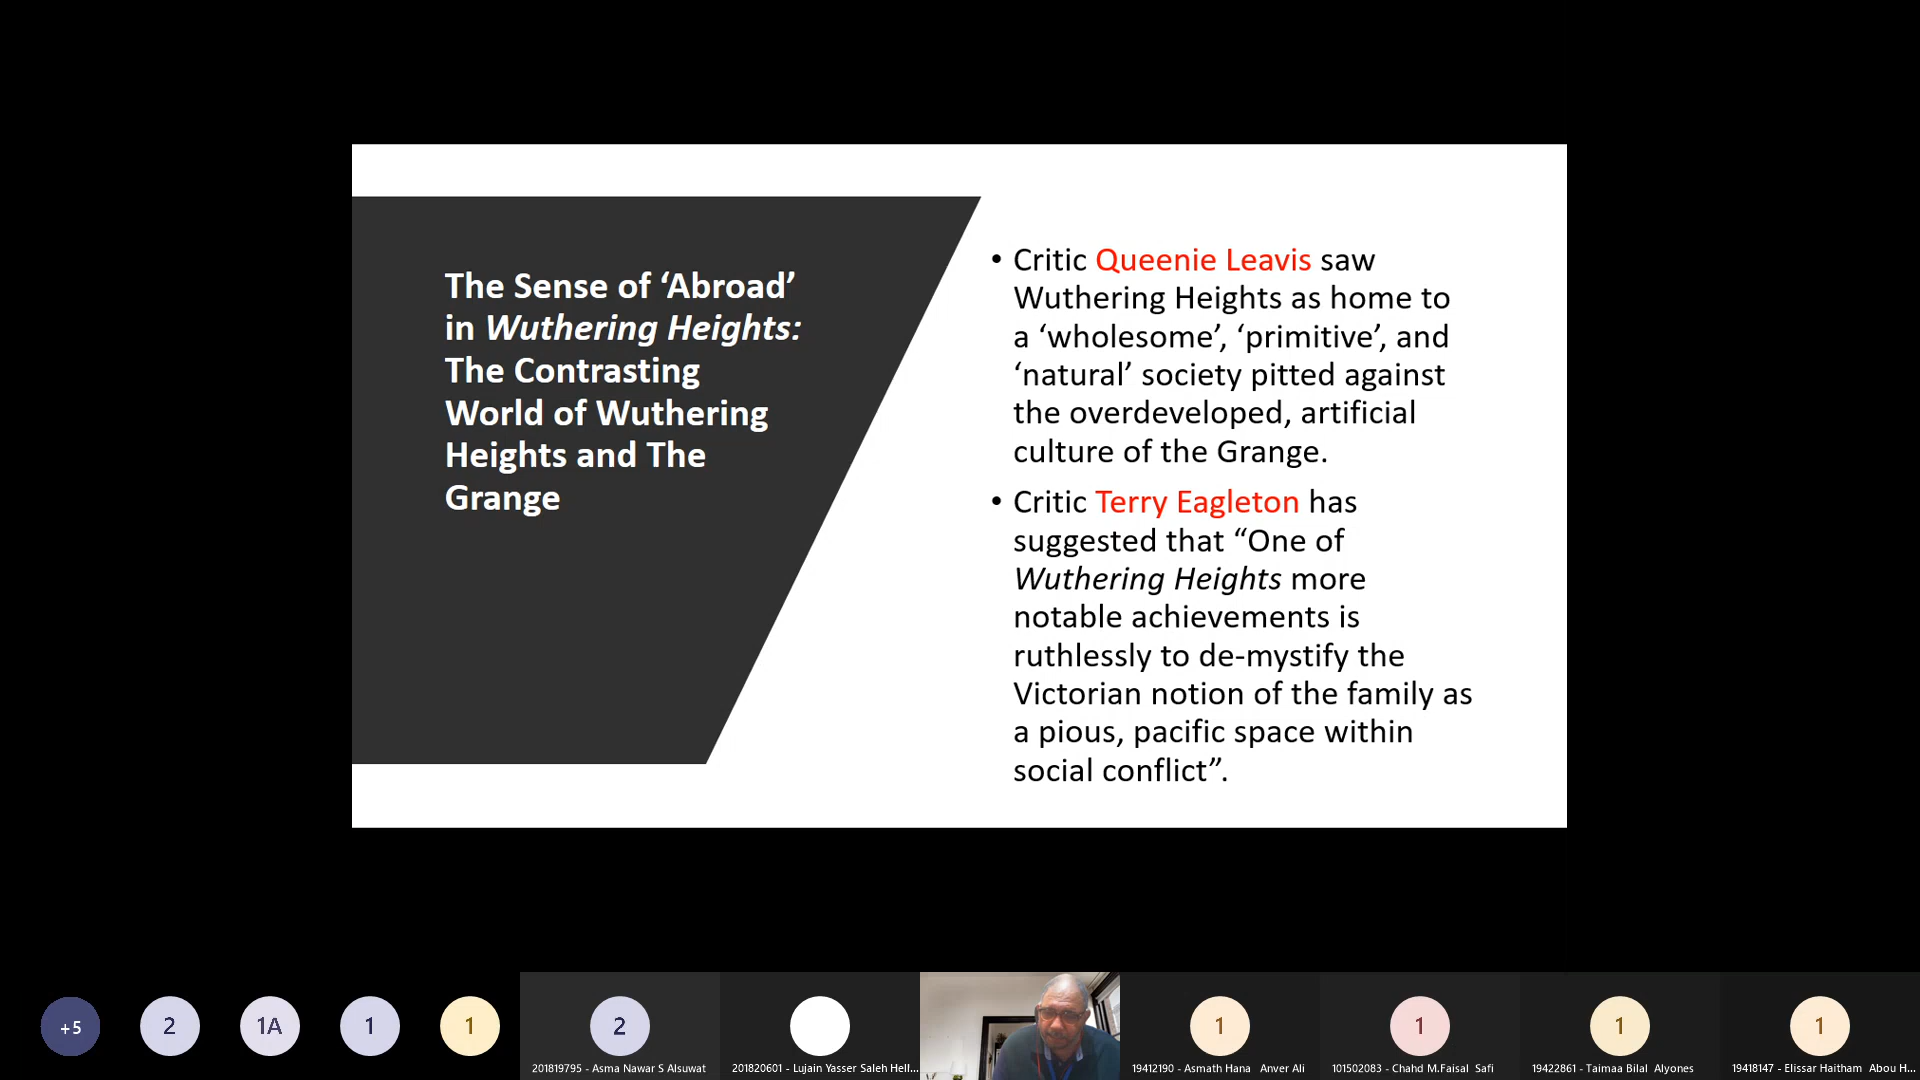 The Sense of ‘Abroad’
in Wuthering Heights:
The Contrasting
World of Wuthering
Heights and The
Grange
• Critic Queenie Leavis saw
Wuthering Heights as home to
a ‘wholesome’, ‘primitive’, and
‘natural’ society pitted against
the overdeveloped, artificial
culture of the Grange.
• Critic Terry Eagleton has
suggested that “One of
Wuthering Heights more
notable achievements is
ruthlessly to de-mystify the
Victorian notion of the family as
a pious, pacific space within
social conflict”.
+5
2
1A
1
1
2
1
1
1
1
201819795 - Asma Nawar S Alsuwat
201820601 - Lujain Yasser Saleh Hell...
19412190 - Asmath Hana Anver Ali
101502083 - Chahd M.Faisal Safi
19422861 - Taimaa Bilal Alyones
19418147 - Elissar Haitham Abou H...